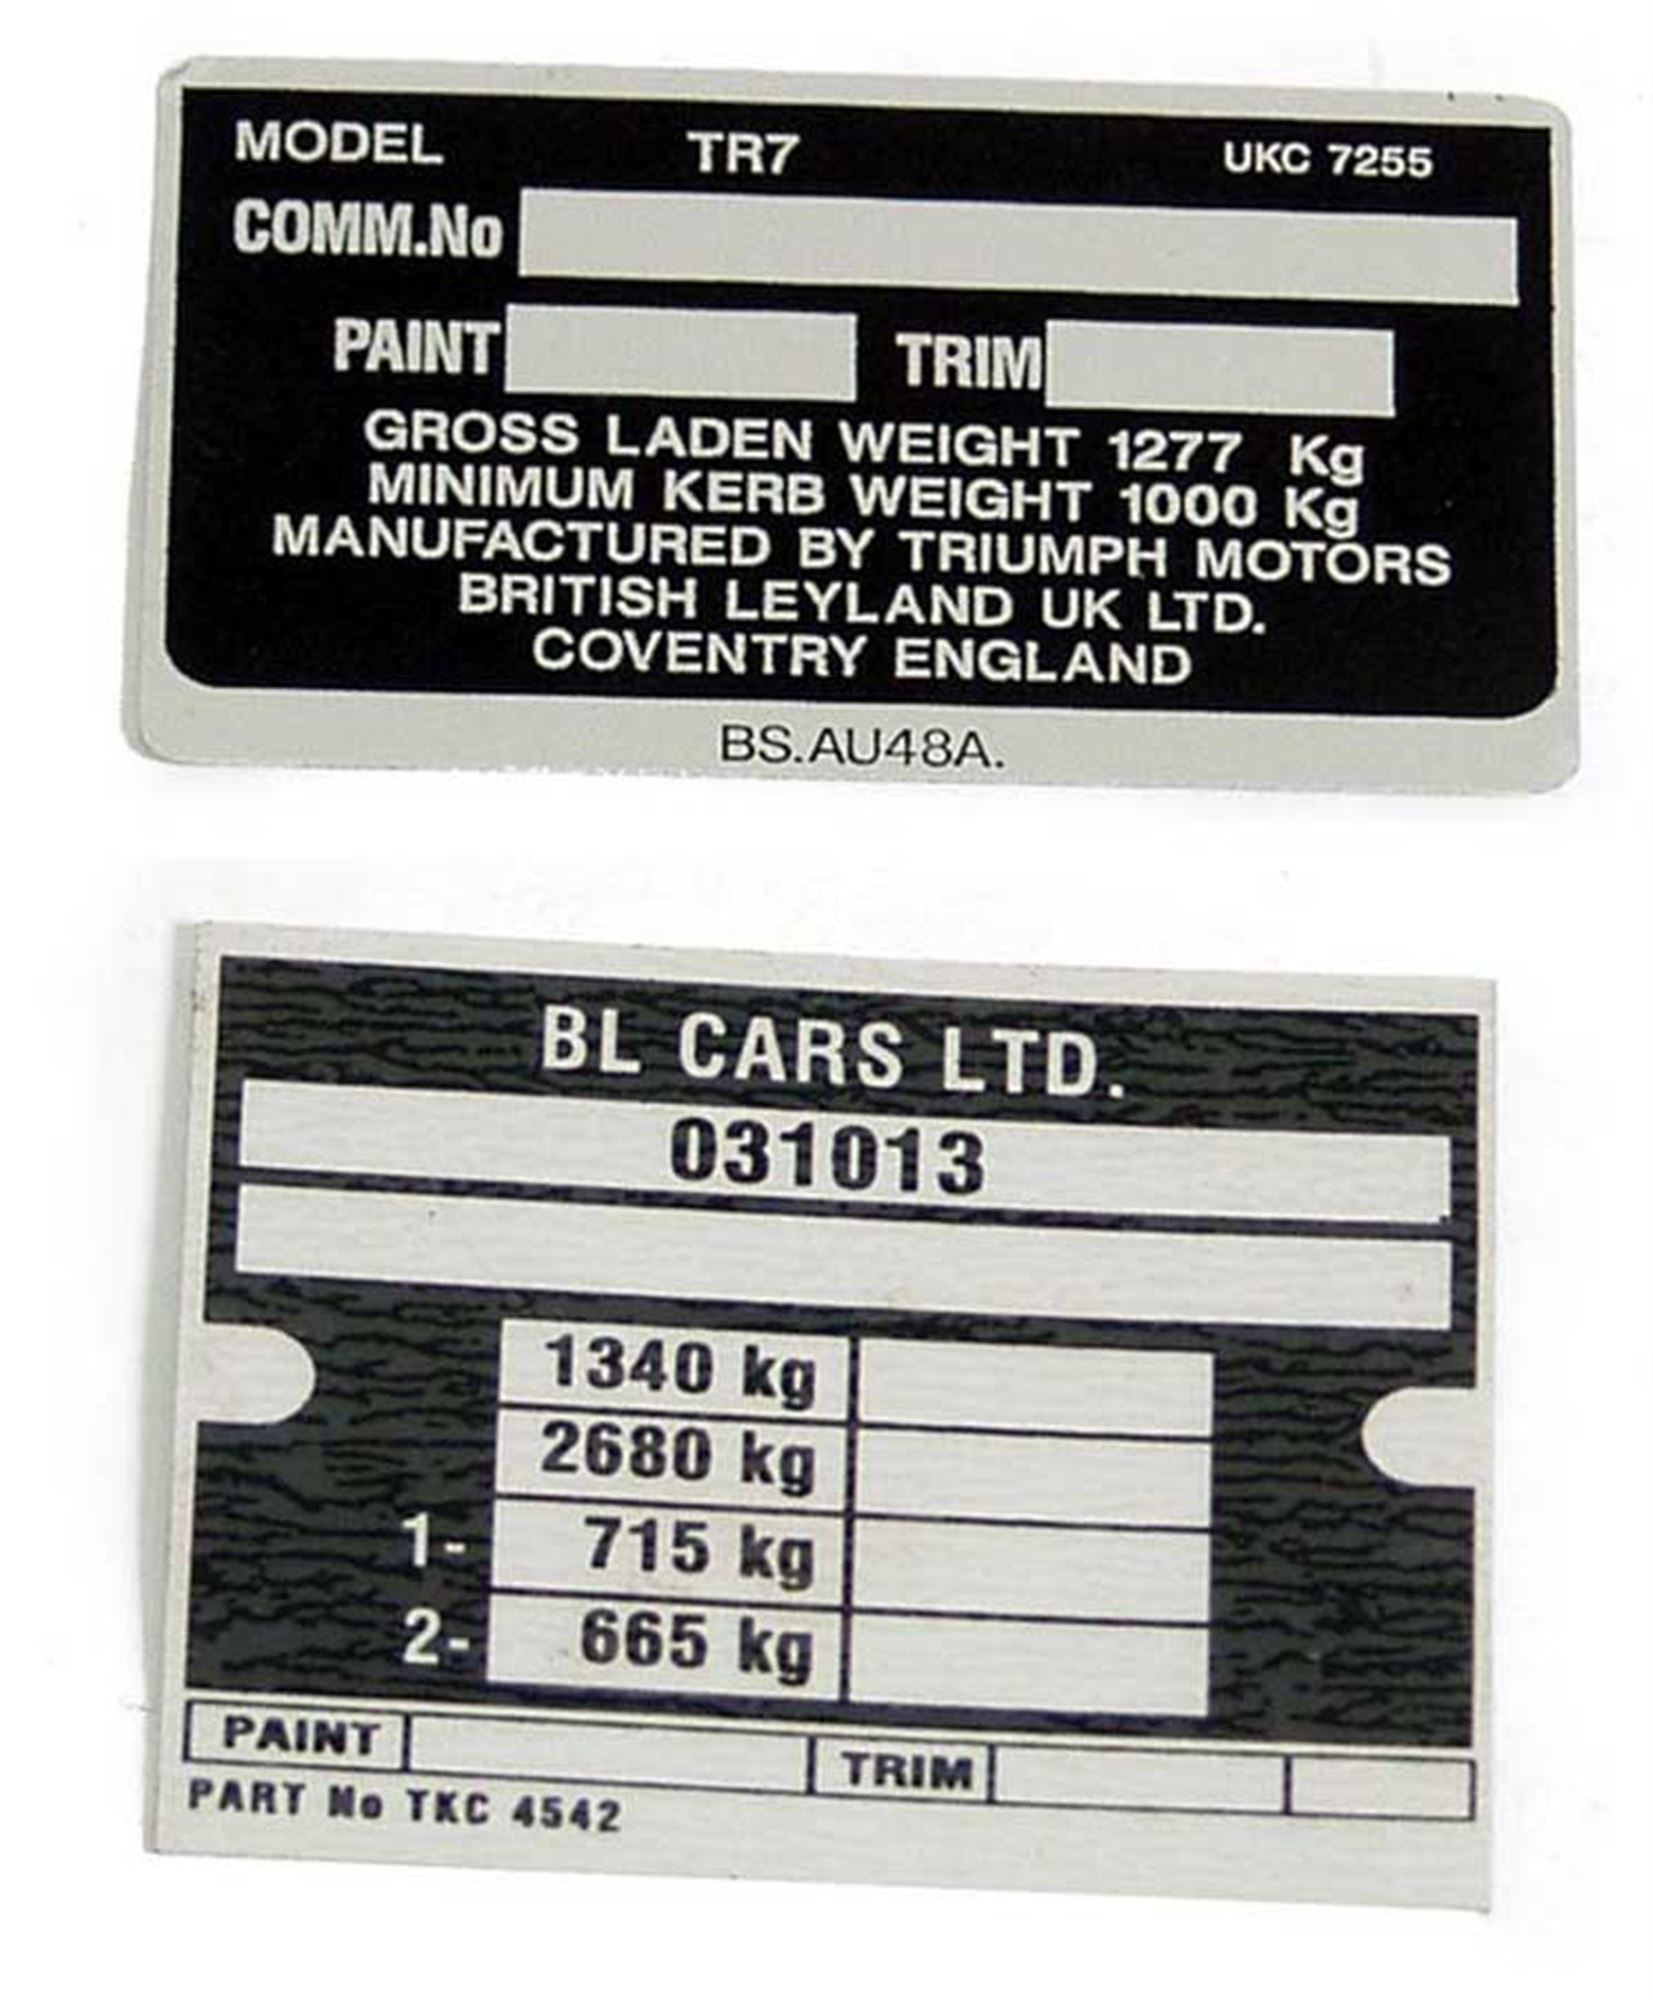 MODEL TR7 UKC 7255
COMM.No
PAINT TRIM
GROSS LADEN WEIGHT 1277 Kg
MINIMUM KERB WEIGHT 1000 Kg
MANUFACTURED BY TRIUMPH MOTORS
BRITISH LEYLAND UK LTD.
COVENTRY ENGLAND
BS.AU48A.
BL CARS LTD.
031013
1340 kg
2680 kg
1- 715 kg
2- 665 kg
PAINT TRIM
PART No TKC 4542